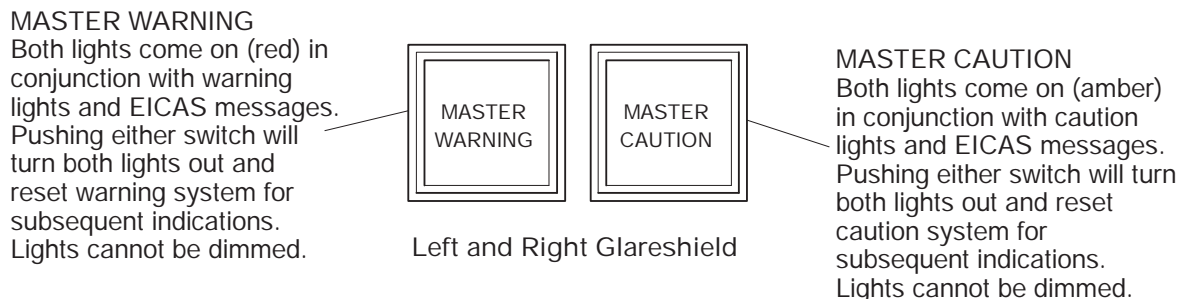 MASTER WARNING
Both lights come on (red) in
conjunction with warning
lights and EICAS messages.
Pushing either switch will
turn both lights out and
reset warning system for
subsequent indications.
Lights cannot be dimmed.
MASTER
WARNING
MASTER
CAUTION
Left and Right Glareshield
MASTER CAUTION
Both lights come on (amber)
in conjunction with caution
lights and EICAS messages.
Pushing either switch will turn
both lights out and reset
caution system for
subsequent indications.
Lights cannot be dimmed.